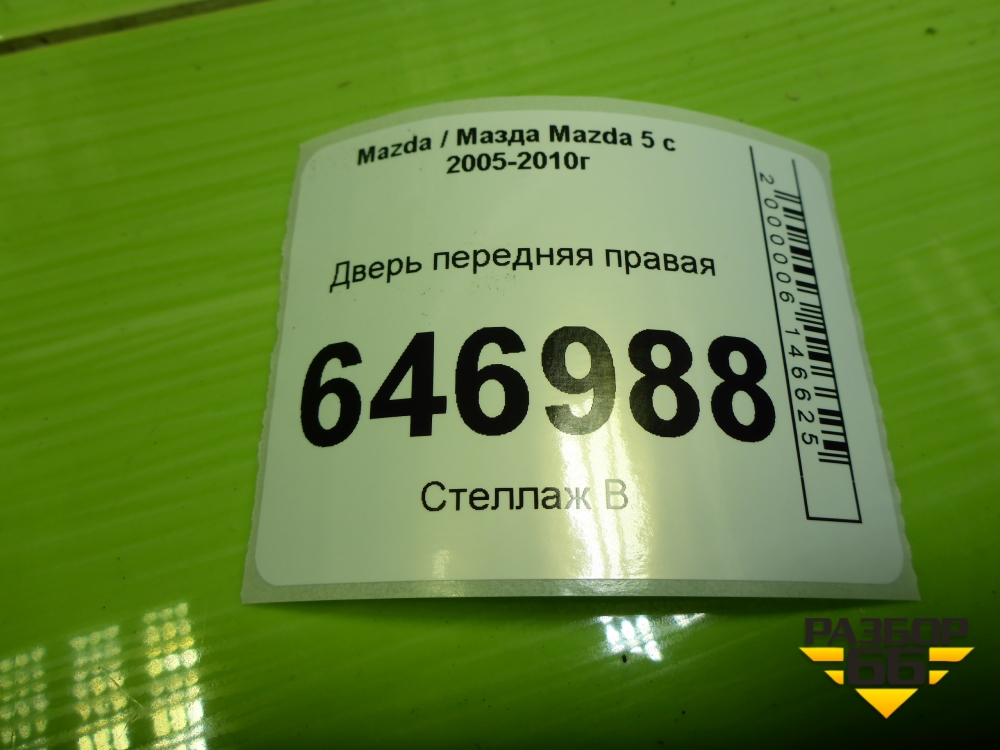 Mazda / Мазда Mazda 5 с
2005-2010г
Дверь передняя правая
646988
Стеллаж В
2000006146625
РАЗБОР
66